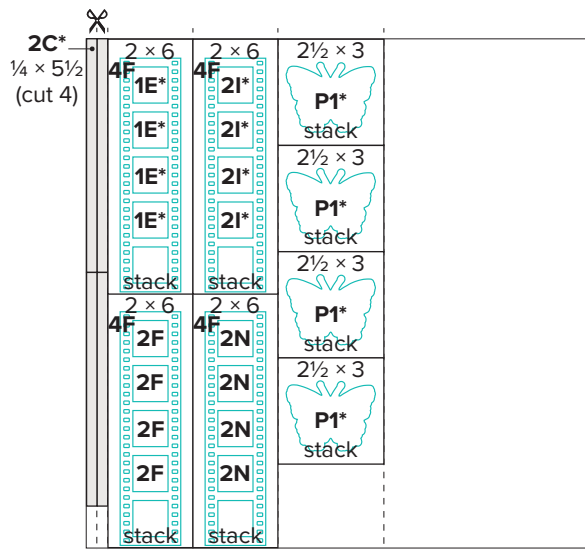 2C*
¼ × 5½
(cut 4)
2 × 6
4F
1E*
1E*
1E*
1E*
stack
2 × 6
4F
2I*
2I*
2I*
2I*
stack
2 × 6
4F
2F
2F
2F
2F
stack
2 × 6
4F
2N
2N
2N
2N
stack
2½ × 3
P1*
stack
2½ × 3
P1*
stack
2½ × 3
P1*
stack
2½ × 3
P1*
stack